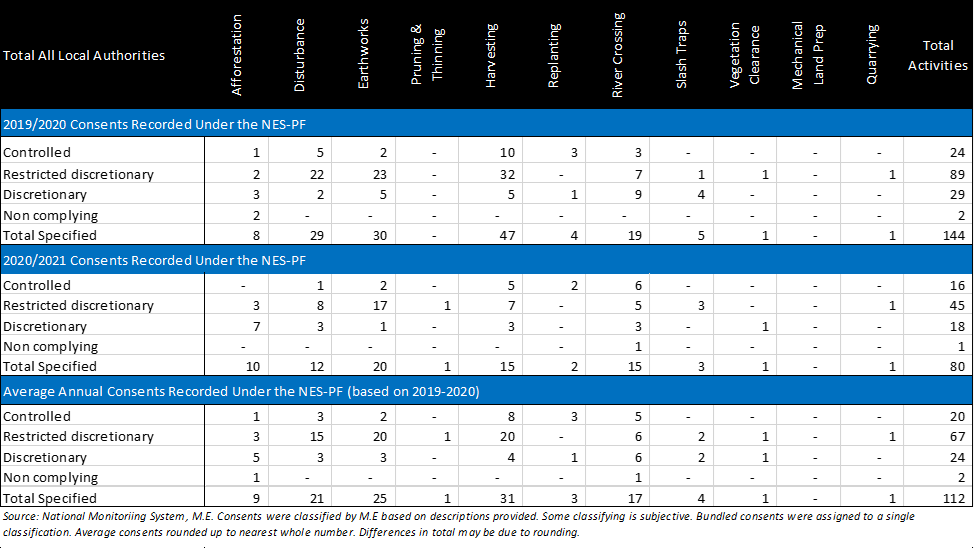 Total All Local Authorities Afforestation Disturbance Earthworks Pruning & Thinning Harvesting Replanting River Crossing Slash Traps Vegetation Clearance Mechanical Land Prep Quarrying Total Activities
2019/2020 Consents Recorded Under the NES-PF
Controlled 1 5 2 - 10 3 3 - - - - 24
Restricted discretionary 2 22 23 - 32 - 7 1 1 - 1 89
Discretionary 3 2 5 - 5 1 9 4 - - - 29
Non complying 2 - - - - - - - - - - 2
Total Specified 8 29 30 - 47 4 19 5 1 - 1 144
2020/2021 Consents Recorded Under the NES-PF
Controlled - 1 2 - 5 2 6 - - - - 16
Restricted discretionary 3 8 17 1 7 - 5 3 - - 1 45
Discretionary 7 3 1 - 3 - 3 - 1 - - 18
Non complying - - - - - - 1 - - - - 1
Total Specified 10 12 20 1 15 2 15 3 1 - 1 80
Average Annual Consents Recorded Under the NES-PF (based on 2019-2020)
Controlled 1 3 2 - 8 3 5 - - - - 20
Restricted discretionary 3 15 20 1 20 - 6 2 1 - 1 67
Discretionary 5 3 3 - 4 1 6 2 1 - - 24
Non complying 1 - - - - - 1 - - - - 2
Total Specified 9 21 25 1 31 3 17 4 1 - 1 112
Source: National Monitoriing System, M.E. Consents were classified by M.E based on descriptions provided. Some classifying is subjective. Bundled consents were assigned to a single
classification. Average consents rounded up to nearest whole number. Differences in total may be due to rounding.